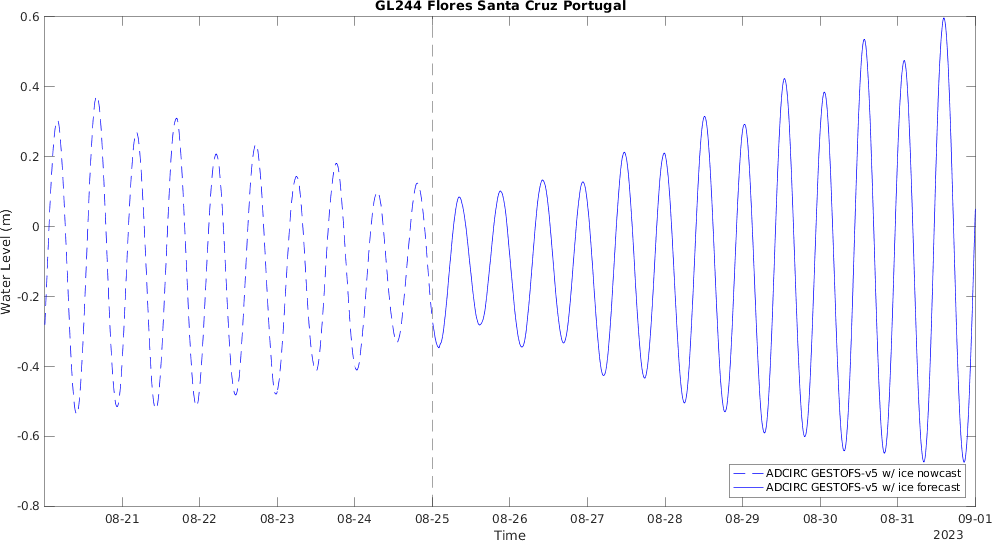 GL244 Flores Santa Cruz Portugal
0.6
0.4
0.2
0
-0.2
-0.4
-0.6
-0.8
Water Level (m)
ADCIRC GESTOFS-v5 w/ ice nowcast
ADCIRC GESTOFS-v5 w/ ice forecast
08-21 08-22 08-23 08-24 08-25 08-26 08-27 08-28 08-29 08-30 08-31 09-01
Time
2023